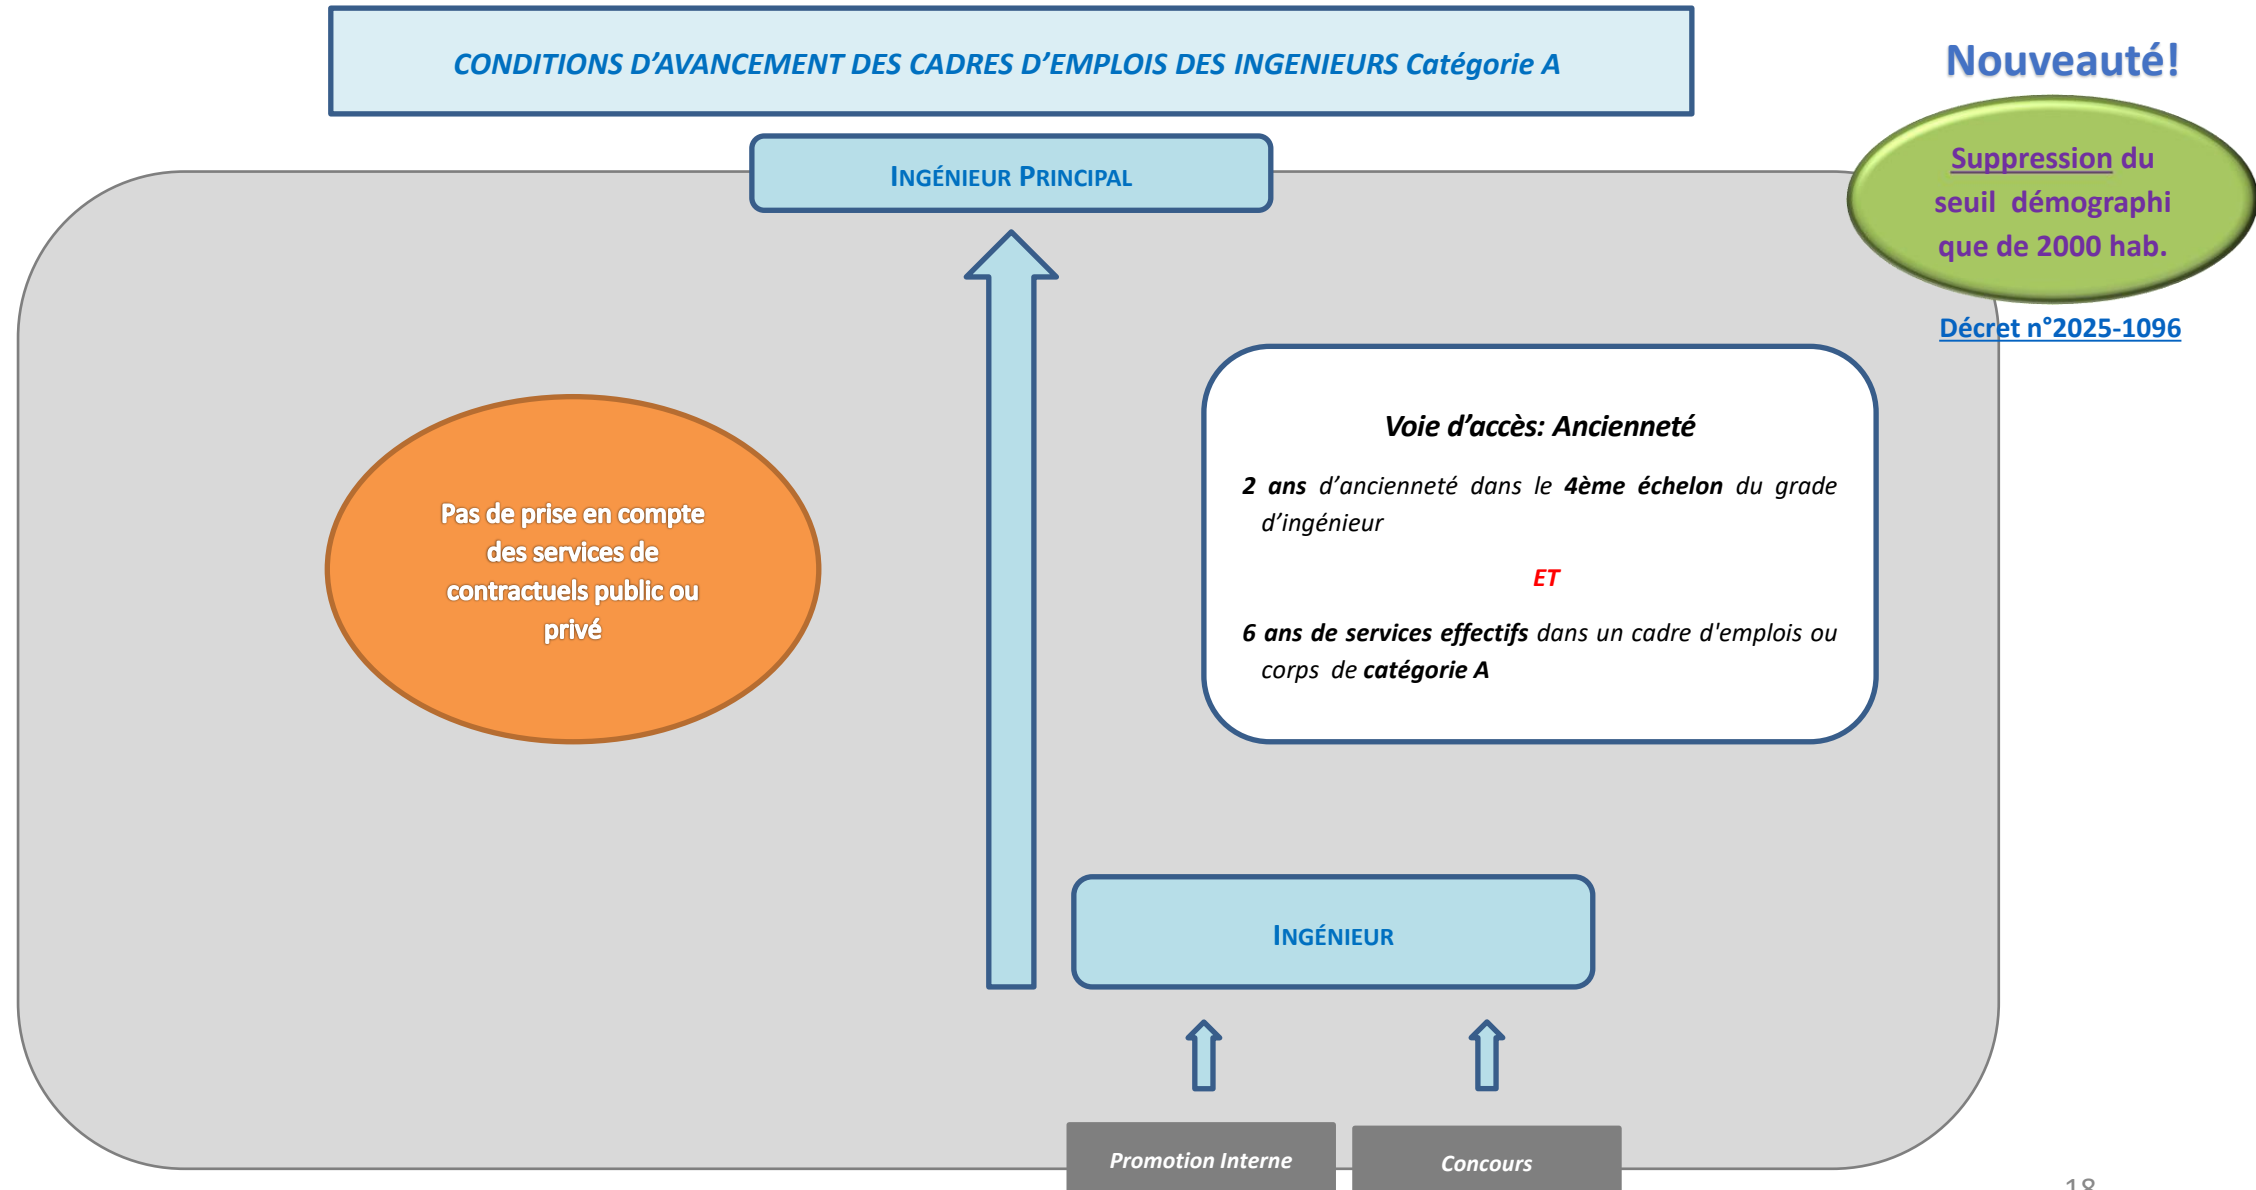 CONDITIONS D’AVANCEMENT DES CADRES D’EMPLOIS DES INGENIEURS Catégorie A
Nouveauté!
Suppression du
seuil démographi
que de 2000 hab.
Décret n°2025-1096
INGÉNIEUR PRINCIPAL
Pas de prise en compte
des services de
contractuels public ou
privé
Voie d’accès: Ancienneté
2 ans d’ancienneté dans le 4ème échelon du grade
d’ingénieur
ET
6 ans de services effectifs dans un cadre d'emplois ou
corps de catégorie A
INGÉNIEUR
Promotion Interne
Concours
18